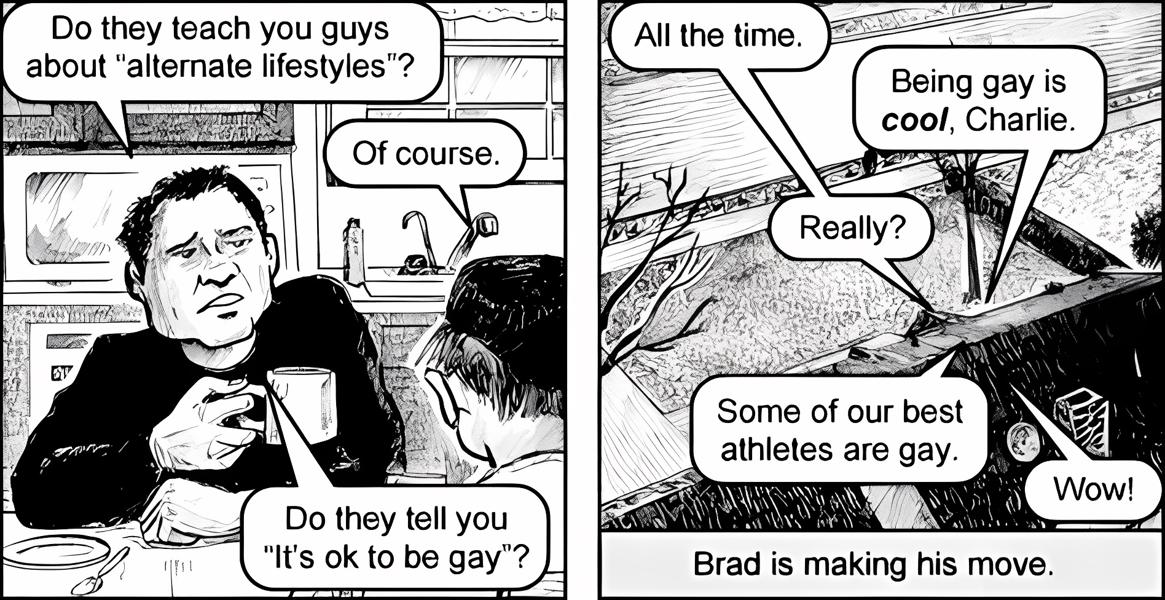 Do they teach you guys
about "alternate lifestyles"?
Of course.
Do they tell you
"It's ok to be gay"?
All the time.
Being gay is
cool, Charlie.
Really?
Some of our best
athletes are gay.
Wow!
Brad is making his move.